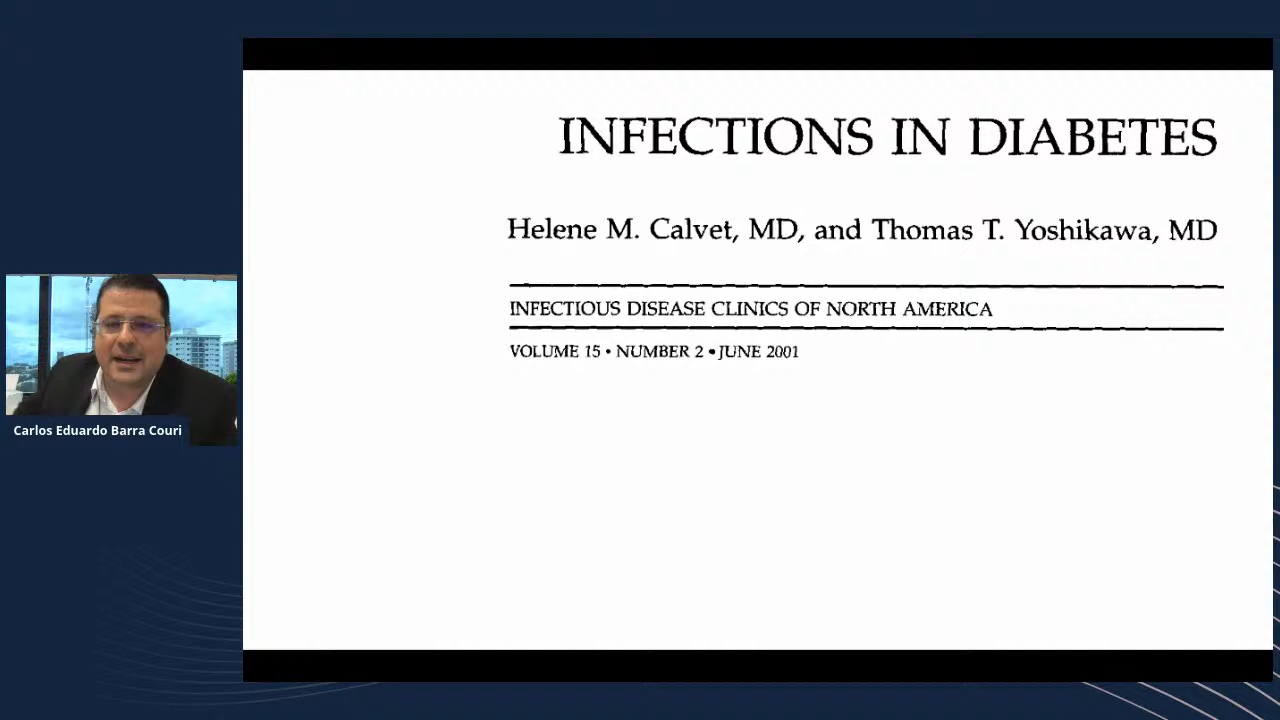 INFECTIONS IN DIABETES
Helene M. Calvet, MD, and Thomas T. Yoshikawa, MD
INFECTIOUS DISEASE CLINICS OF NORTH AMERICA
VOLUME 15 • NUMBER 2 • JUNE 2001
Carlos Eduardo Barra Couri